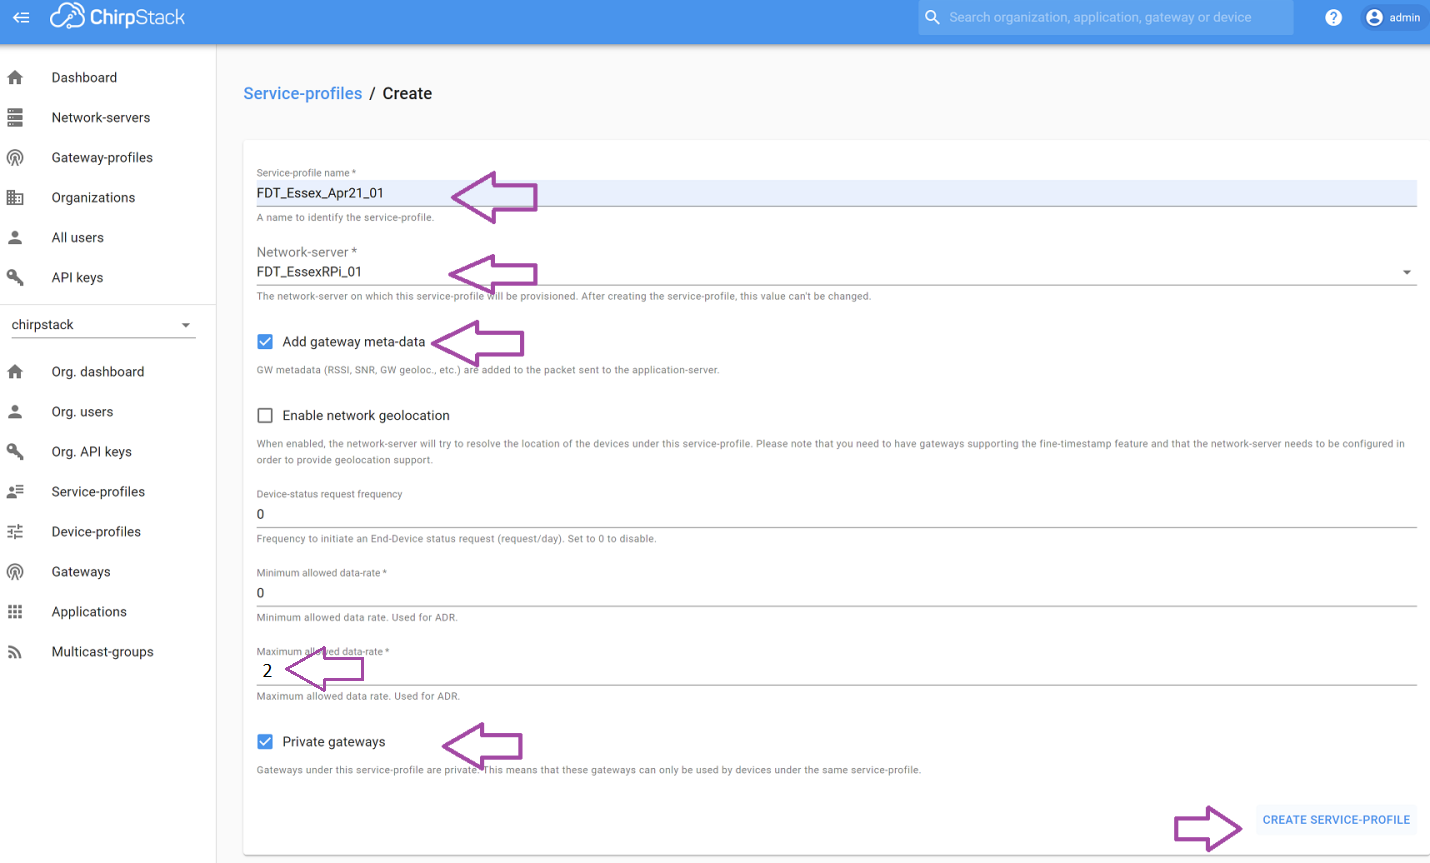 ChirpStack
Search organization, application, gateway or device
?
admin
Dashboard
Network-servers
Gateway-profiles
Organizations
All users
API keys
chirpstack
Org. dashboard
Org. users
Org. API keys
Service-profiles
Device-profiles
Gateways
Applications
Multicast-groups
Service-profiles / Create
Service-profile name *
FDT_Essex_Apr21_01
A name to identify the service-profile.
Network-server *
FDT_EssexRPi_01
The network-server on which this service-profile will be provisioned. After creating the service-profile, this value can't be changed.
Add gateway meta-data
GW metadata (RSSI, SNR, GW geoloc., etc.) are added to the packet sent to the application-server.
Enable network geolocation
When enabled, the network-server will try to resolve the location of the devices under this service-profile. Please note that you need to have gateways supporting the fine-timestamp feature and that the network-server needs to be configured in
order to provide geolocation support.
Device-status request frequency
0
Frequency to initiate an End-Device status request (request/day). Set to 0 to disable.
Minimum allowed data-rate *
0
Minimum allowed data rate. Used for ADR.
Maximum allowed data-rate *
2
Maximum allowed data rate. Used for ADR.
Private gateways
Gateways under this service-profile are private. This means that these gateways can only be used by devices under the same service-profile.
CREATE SERVICE-PROFILE